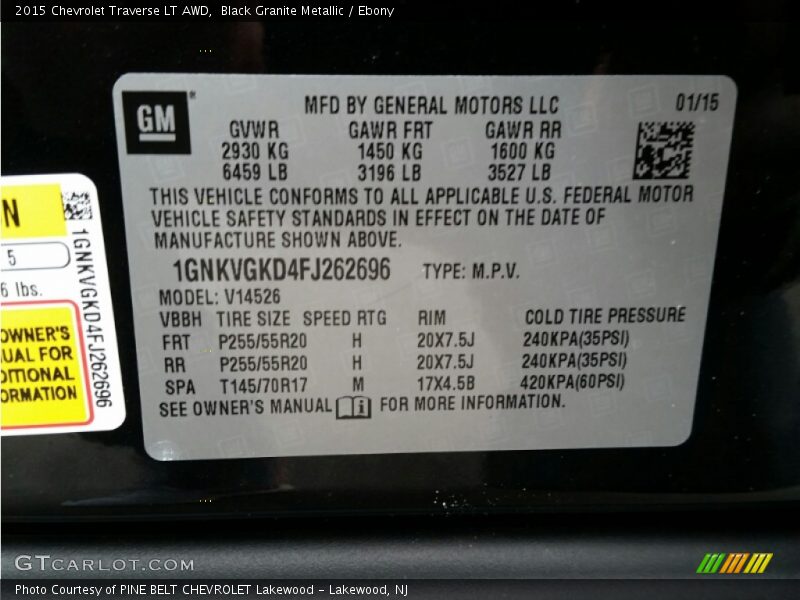 2015 Chevrolet Traverse LT AWD, Black Granite Metallic / Ebony
GM
MFD BY GENERAL MOTORS LLC 01/15
GVWR GAWR FRT GAWR RR
2930 KG 1450 KG 1600 KG
6459 LB 3196 LB 3527 LB
THIS VEHICLE CONFORMS TO ALL APPLICABLE U.S. FEDERAL MOTOR
VEHICLE SAFETY STANDARDS IN EFFECT ON THE DATE OF
MANUFACTURE SHOWN ABOVE.
1GNKVGKD4FJ262696 TYPE: M.P.V.
MODEL: V14526
VBBH TIRE SIZE SPEED RTG RIM COLD TIRE PRESSURE
FRT P255/55R20 H 20X7.5J 240KPA(35PSI)
RR P255/55R20 H 20X7.5J 240KPA(35PSI)
SPA T145/70R17 M 17X4.5B 420KPA(60PSI)
SEE OWNER'S MANUAL FOR MORE INFORMATION.
N
5
6 lbs.
OWNER'S
UAL FOR
DITIONAL
ORMATION
1GNKVGKD4FJ262696
GTCARLOT.COM
Photo Courtesy of PINE BELT CHEVROLET Lakewood - Lakewood, NJ